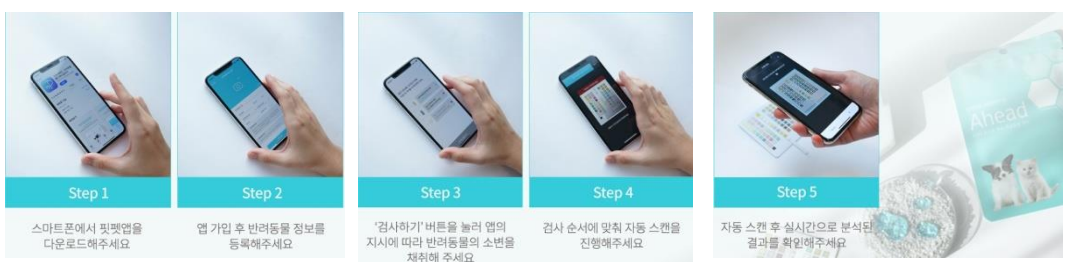 Step 1
스마트폰에서 핏펫앱을
다운로드해주세요
Step 2
앱 가입 후 반려동물 정보를
등록해주세요
Step 3
‘검사하기’ 버튼을 눌러 앱의
지시에 따라 반려동물의 소변을
채취해 주세요
Step 4
검사 순서에 맞춰 자동 스캔을
진행해주세요
Step 5
자동 스캔 후 실시간으로 분석된
결과를 확인해주세요
Ahead